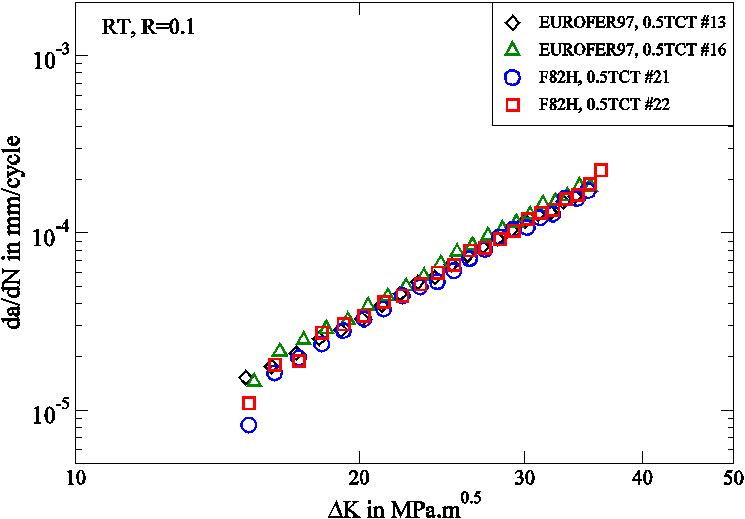 RT, R=0.1
EUROFER97, 0.5TCT #13
EUROFER97, 0.5TCT #16
F82H, 0.5TCT #21
F82H, 0.5TCT #22
da/dN in mm/cycle
10⁻³
10⁻⁴
10⁻⁵
10 20 30 40 50
ΔK in MPa.m⁰·⁵